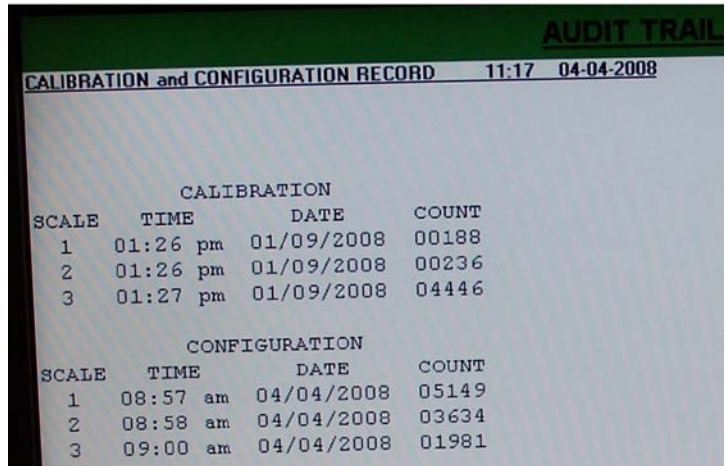 AUDIT TRAIL
CALIBRATION and CONFIGURATION RECORD 11:17 04-04-2008
CALIBRATION
SCALE TIME DATE COUNT
1 01:26 pm 01/09/2008 00188
2 01:26 pm 01/09/2008 00236
3 01:27 pm 01/09/2008 04446
CONFIGURATION
SCALE TIME DATE COUNT
1 08:57 am 04/04/2008 05149
2 08:58 am 04/04/2008 03634
3 09:00 am 04/04/2008 01981